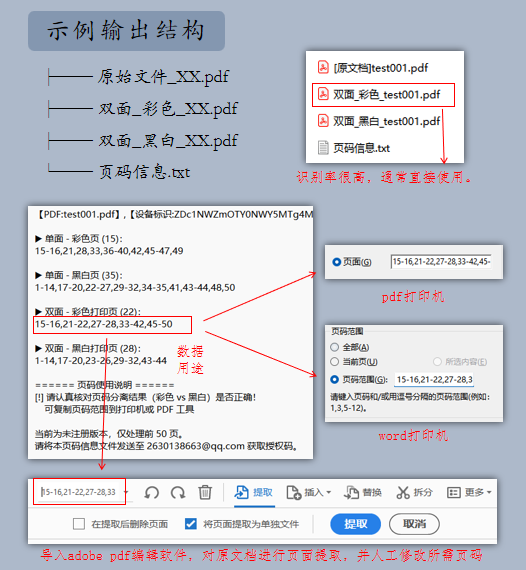 示例输出结构
原始文件_XX.pdf
双面_彩色_XX.pdf
双面_黑白_XX.pdf
页码信息.txt
[原文档]test001.pdf
双面_彩色_test001.pdf
双面_黑白_test001.pdf
页码信息.txt
识别率很高，通常直接使用。
【PDF:test001.pdf】,【设备标识:ZDc1NWZmOTY0NWY5MTg4M
▶ 单面 - 彩色页 (15):
15-16,21,28,33,36-40,42,45-47,49
▶ 单面 - 黑白页 (35):
1-14,17-20,22-27,29-32,34-35,41,43-44,48,50
▶ 双面 - 彩色打印页 (22):
15-16,21-22,27-28,33-42,45-50
▶ 双面 - 黑白打印页 (28):
1-14,17-20,23-26,29-32,43-44
====== 页码使用说明 ======
[!] 请认真核对页码分离结果（彩色 vs 黑白）是否正确!
可复制页码范围到打印机或 PDF 工具
当前为未注册版本，仅处理前 50 页。
请将本页码信息文件发送至 2630138663@qq.com 获取授权码。
数据
用途
页面(G)
15-16,21-22,27-28,33-42,45-
pdf打印机
页码范围
全部(A)
当前页(U)
所选内容(E)
页码范围(G):
15-16,21-22,27-28,3
请键入页码和/或用逗号分隔的页码范围(例如:
1,3,5-12)。
word打印机
15-16,21-22,27-28,33
提取
插入
替换
拆分
更多
在提取后删除页面
将页面提取为单独文件
提取
取消
导入adobe pdf编辑软件，对原文档进行页面提取，并人工修改所需页码